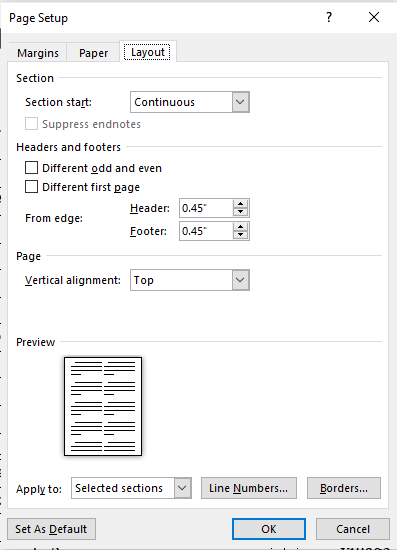 Page Setup ? ×
Margins Paper Layout
Section
Section start: Continuous
Suppress endnotes
Headers and footers
Different odd and even
Different first page
Header: 0.45"
From edge:
Footer: 0.45"
Page
Vertical alignment: Top
Preview
Apply to: Selected sections Line Numbers... Borders...
Set As Default OK Cancel